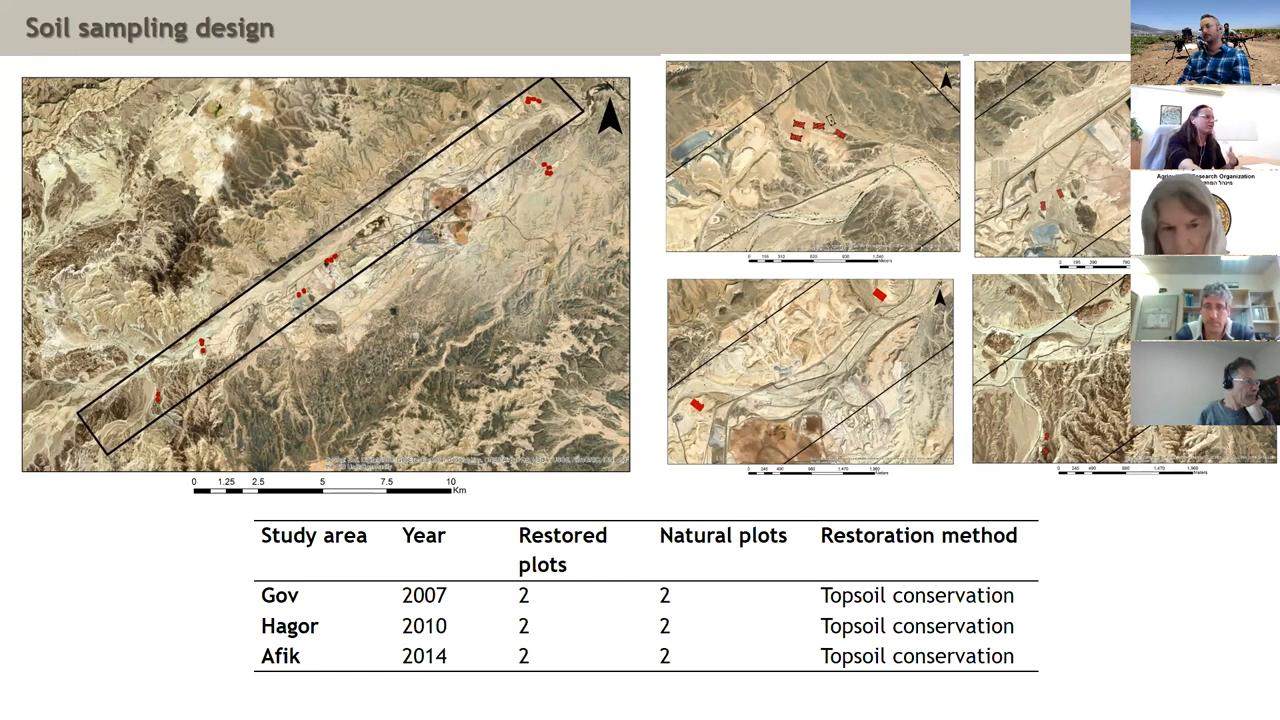 Soil sampling design
0 1.25 2.5 5 7.5 10
Km
Study area Year Restored plots Natural plots Restoration method
Gov 2007 2 2 Topsoil conservation
Hagor 2010 2 2 Topsoil conservation
Afik 2014 2 2 Topsoil conservation